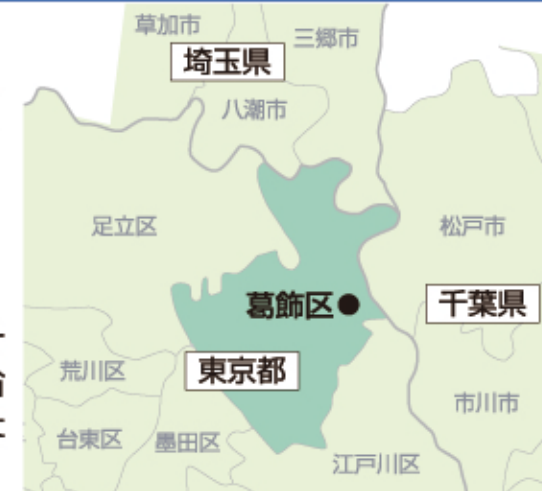 草加市
三郷市
埼玉県
八潮市
足立区
松戸市
葛飾区
千葉県
荒川区
東京都
市川市
台東区
墨田区
江戸川区